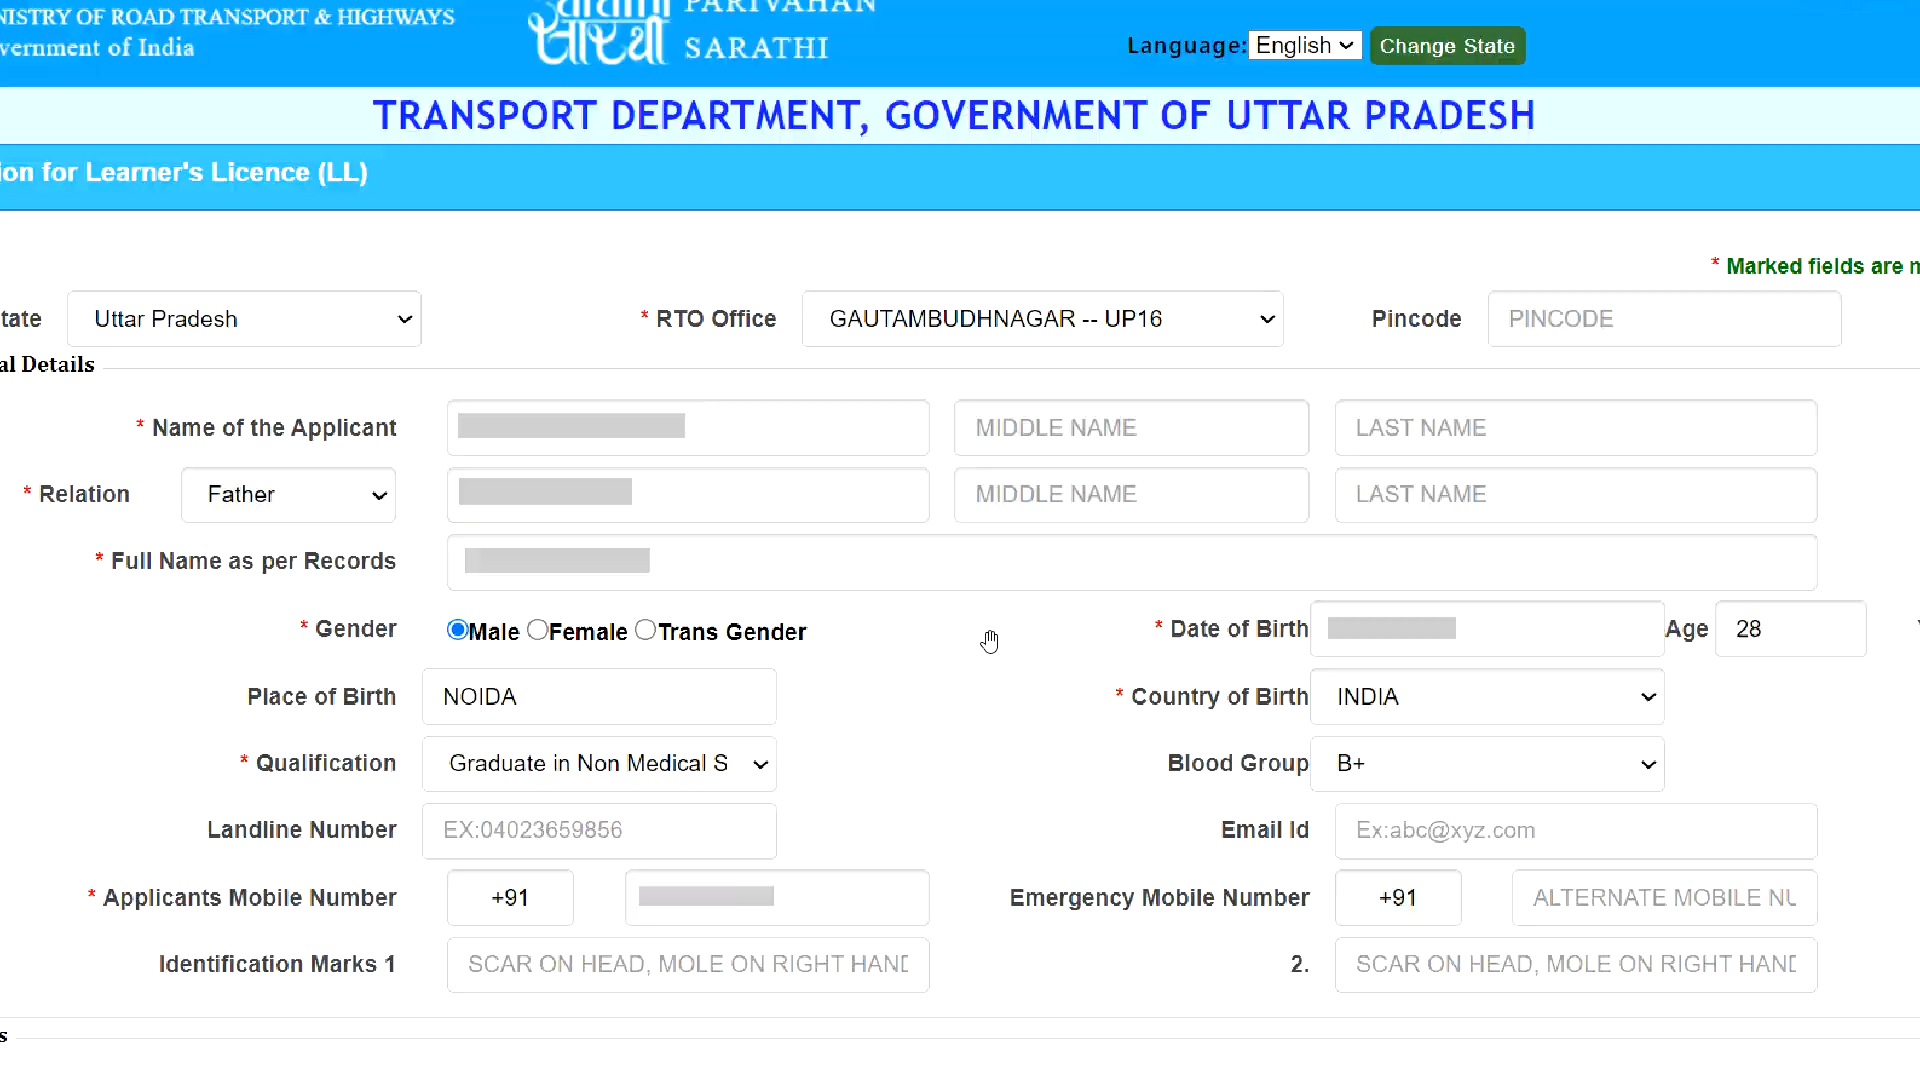 NISTRY OF ROAD TRANSPORT & HIGHWAYS
vernment of India
सारथी
PARIVAHAN
SARATHI
Language: English Change State
TRANSPORT DEPARTMENT, GOVERNMENT OF UTTAR PRADESH
ion for Learner's Licence (LL)
* Marked fields are m
tate Uttar Pradesh * RTO Office GAUTAMBUDHNAGAR -- UP16 Pincode PINCODE
al Details
* Name of the Applicant MIDDLE NAME LAST NAME
* Relation Father MIDDLE NAME LAST NAME
* Full Name as per Records
* Gender Male Female Trans Gender * Date of Birth Age 28
Place of Birth NOIDA * Country of Birth INDIA
* Qualification Graduate in Non Medical S Blood Group B+
Landline Number EX:04023659856 Email Id Ex:abc@xyz.com
* Applicants Mobile Number +91 Emergency Mobile Number +91 ALTERNATE MOBILE NU
Identification Marks 1 SCAR ON HEAD, MOLE ON RIGHT HAND 2. SCAR ON HEAD, MOLE ON RIGHT HAND
s